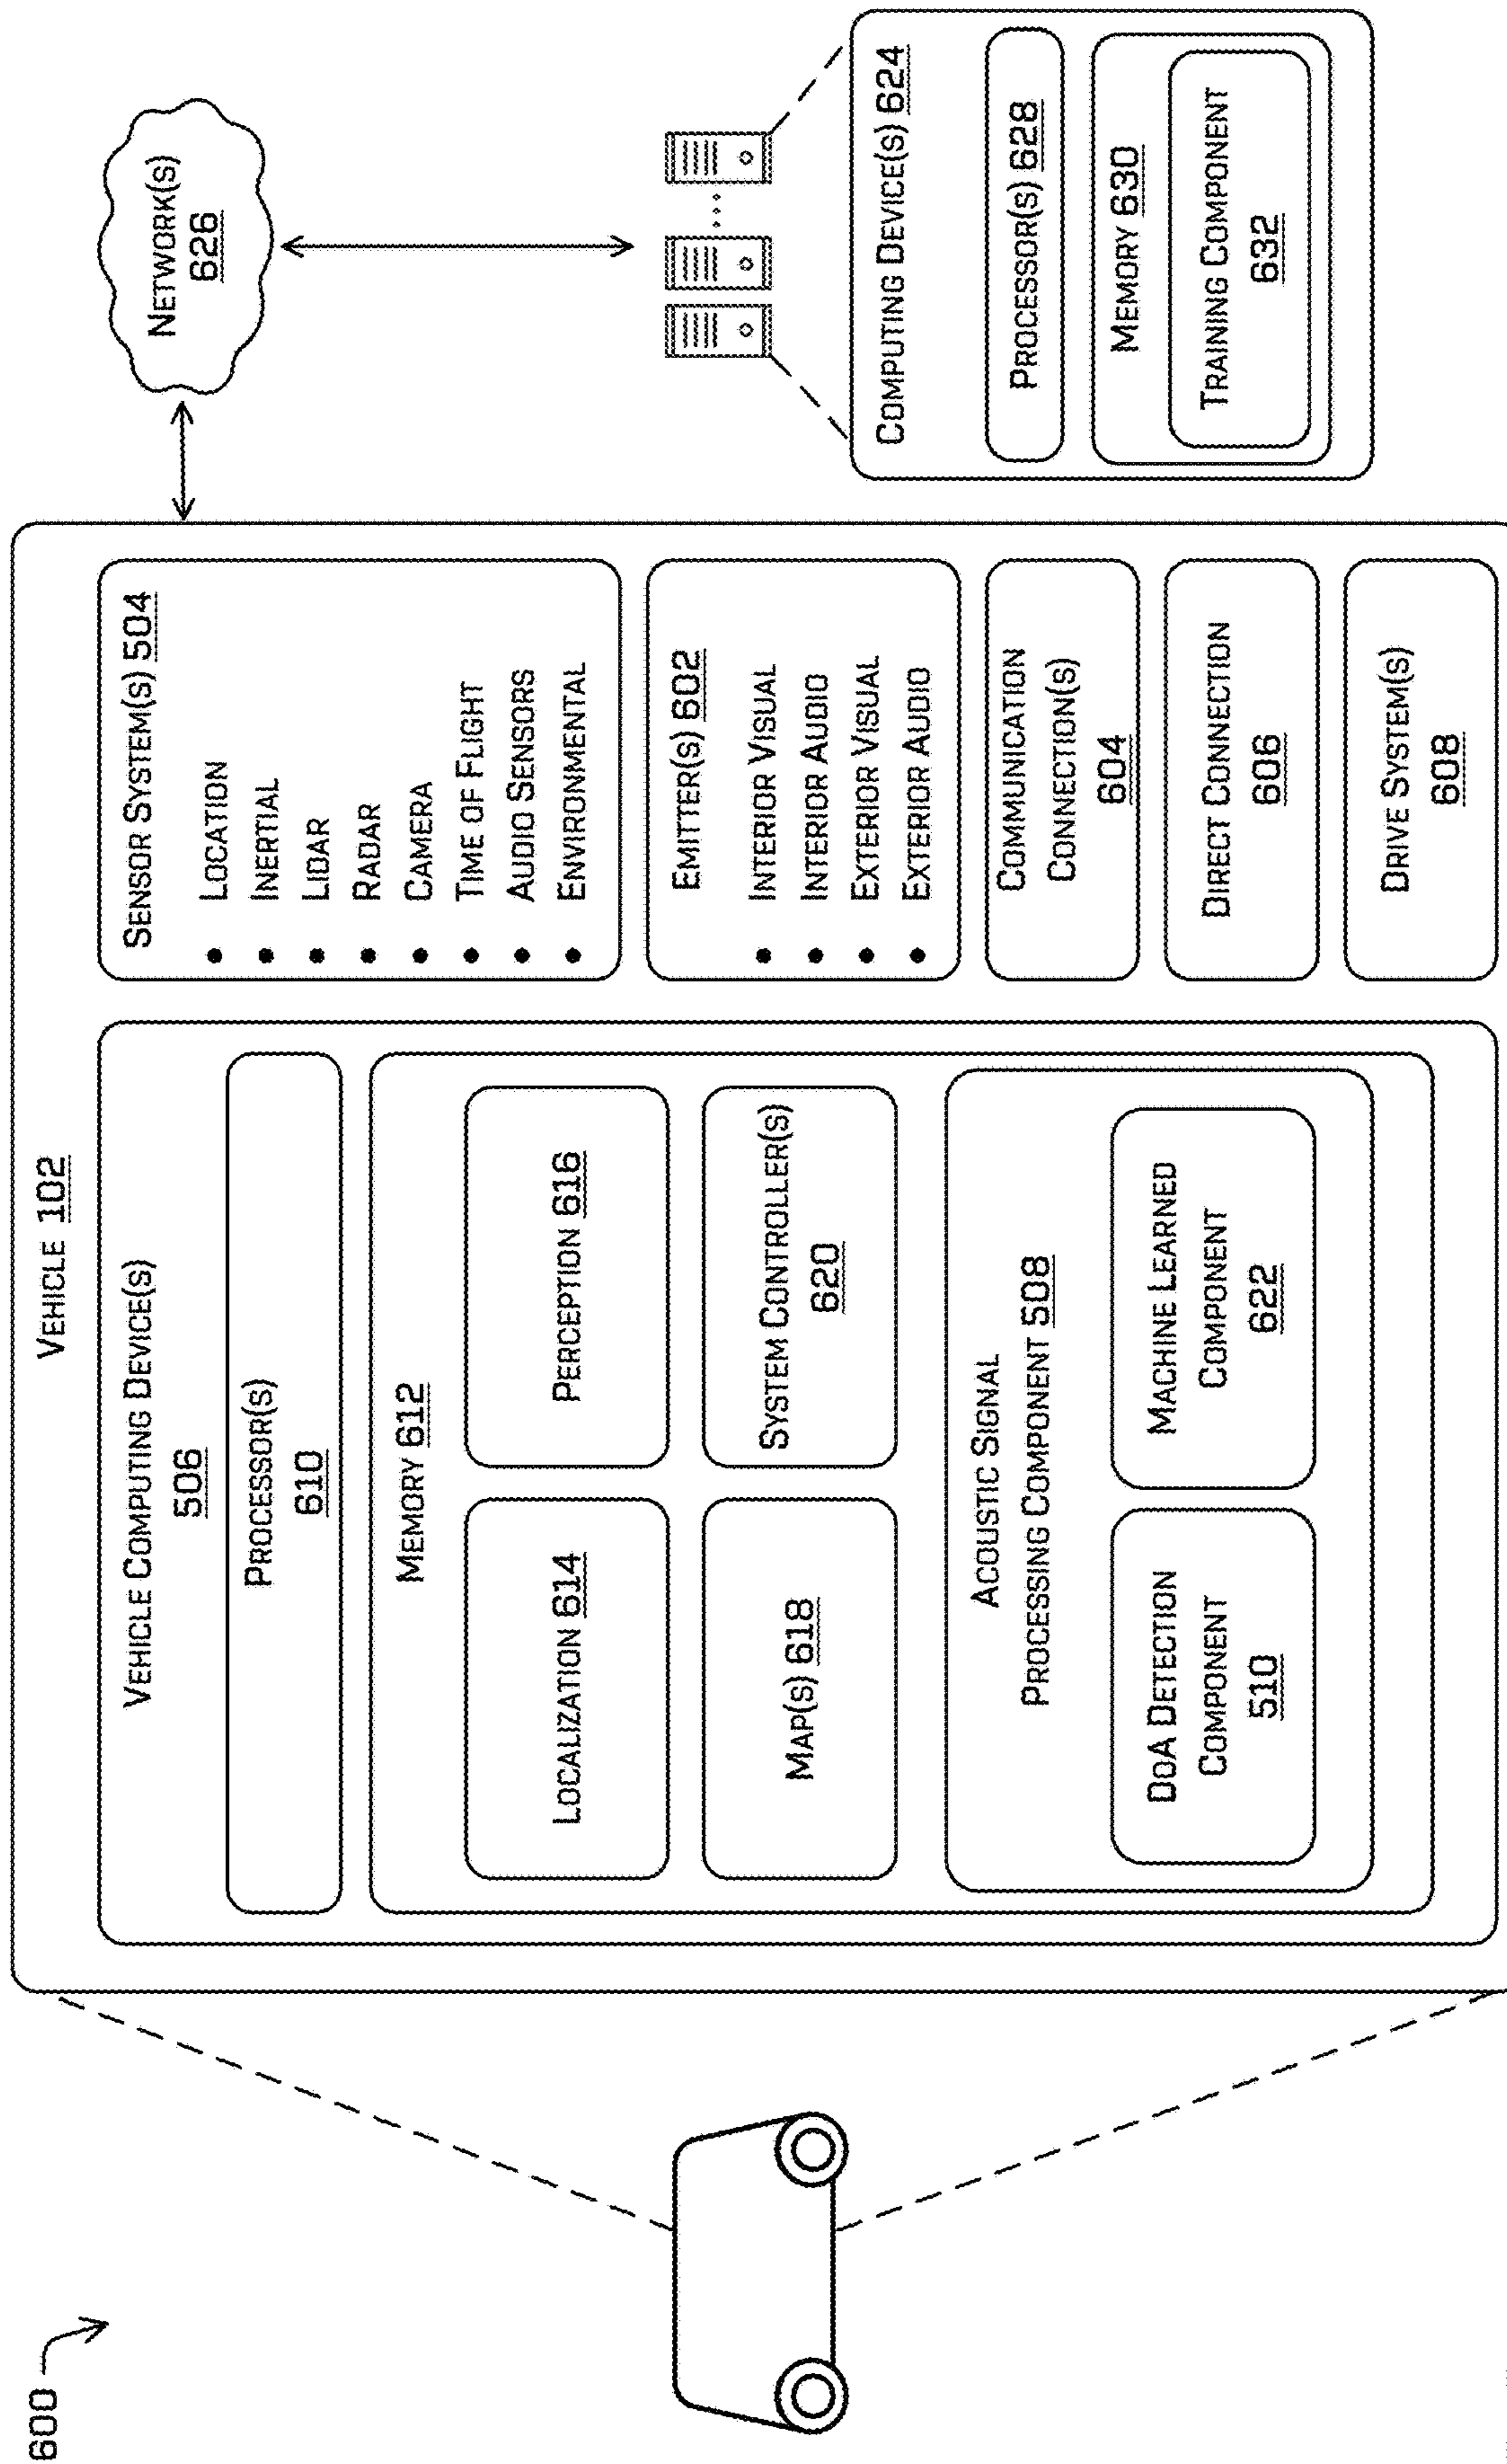 600
VEHICLE 102
VEHICLE COMPUTING DEVICE(S)
506
PROCESSOR(S)
610
MEMORY 612
LOCALIZATION 614
PERCEPTION 616
MAP(S) 618
SYSTEM CONTROLLER(S)
620
ACOUSTIC SIGNAL
PROCESSING COMPONENT 508
DOA DETECTION
COMPONENT
510
MACHINE LEARNED
COMPONENT
622
SENSOR SYSTEM(S) 504
• LOCATION
• INERTIAL
• LIDAR
• RADAR
• CAMERA
• TIME OF FLIGHT
• AUDIO SENSORS
• ENVIRONMENTAL
EMITTER(S) 602
• INTERIOR VISUAL
• INTERIOR AUDIO
• EXTERIOR VISUAL
• EXTERIOR AUDIO
COMMUNICATION
CONNECTION(S)
604
DIRECT CONNECTION
606
DRIVE SYSTEM(S)
608
NETWORK(S)
626
...
COMPUTING DEVICE(S) 624
PROCESSOR(S) 628
MEMORY 630
TRAINING COMPONENT
632